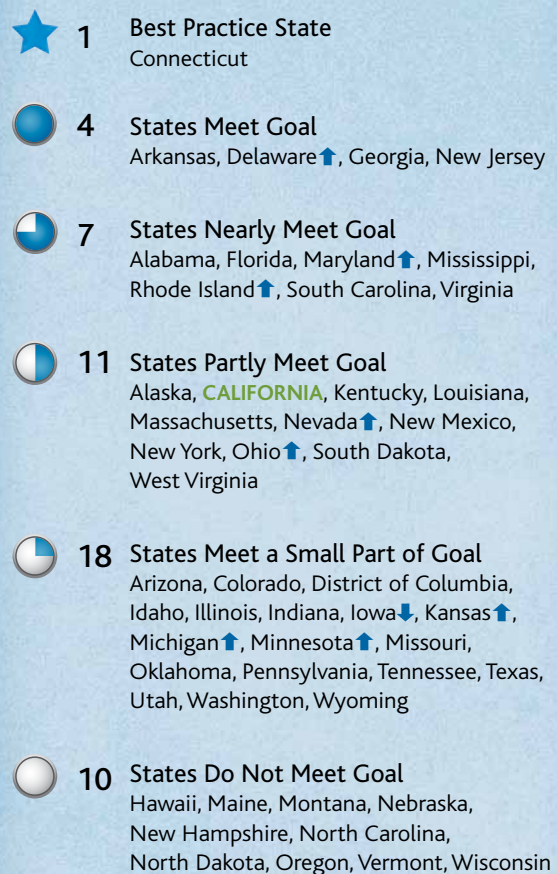 1 Best Practice State
Connecticut
4 States Meet Goal
Arkansas, Delaware⬆, Georgia, New Jersey
7 States Nearly Meet Goal
Alabama, Florida, Maryland⬆, Mississippi,
Rhode Island⬆, South Carolina, Virginia
11 States Partly Meet Goal
Alaska, CALIFORNIA, Kentucky, Louisiana,
Massachusetts, Nevada⬆, New Mexico,
New York, Ohio⬆, South Dakota,
West Virginia
18 States Meet a Small Part of Goal
Arizona, Colorado, District of Columbia,
Idaho, Illinois, Indiana, Iowa⬇, Kansas⬆,
Michigan⬆, Minnesota⬆, Missouri,
Oklahoma, Pennsylvania, Tennessee, Texas,
Utah, Washington, Wyoming
10 States Do Not Meet Goal
Hawaii, Maine, Montana, Nebraska,
New Hampshire, North Carolina,
North Dakota, Oregon, Vermont, Wisconsin